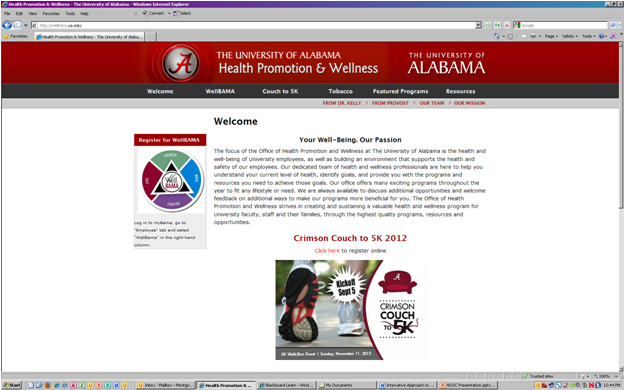 Health Promotion & Wellness - The University of Alabama - Windows Internet Explorer
File Edit View Favorites Tools Help
Convert Select
http://wellness.ua.edu/
Google
Favorites
Health Promotion & Wellness - The University of Alaba...
Page Safety Tools
THE UNIVERSITY OF ALABAMA
Health Promotion & Wellness
THE UNIVERSITY OF
ALABAMA
Welcome WellBAMA Couch to 5K Tobacco Featured Programs Resources
FROM DR. KELLY / FROM PROVOST / OUR TEAM / OUR MISSION
Welcome
Register for WellBAMA
Well
BAMA
Log in to myBama, go to
"Employee" tab and select
"WellBama" in the right-hand
column.
Your Well-Being. Our Passion
The focus of the Office of Health Promotion and Wellness at The University of Alabama is the health and
well-being of University employees, as well as building an environment that supports the health and
safety of our employees. Our dedicated team of health and wellness professionals are here to help you
understand your current level of health, identify goals, and provide you with the programs and
resources you need to achieve those goals. Our office offers many exciting programs throughout the
year to fit any lifestyle or need. We are always available to discuss additional opportunities and welcome
feedback on additional ways to make our programs more beneficial for you. The Office of Health
Promotion and Wellness strives in creating and sustaining a valuable health and wellness program for
University faculty, staff and their families, through the highest quality programs, resources and
opportunities.
Crimson Couch to 5K 2012
Click here to register online
Kickoff
Sept 5
CRIMSON
COUCH
to 5K
5K Walk/Run Event | Sunday, November 11, 2012
Trusted sites
100%
Start
Inbox - Mailbox - Montgo...
Health Promotion & ...
Blackboard Learn - Wind...
My Documents
Innovative Approach to ...
NCSC Presentation.pptx...
10:44 PM